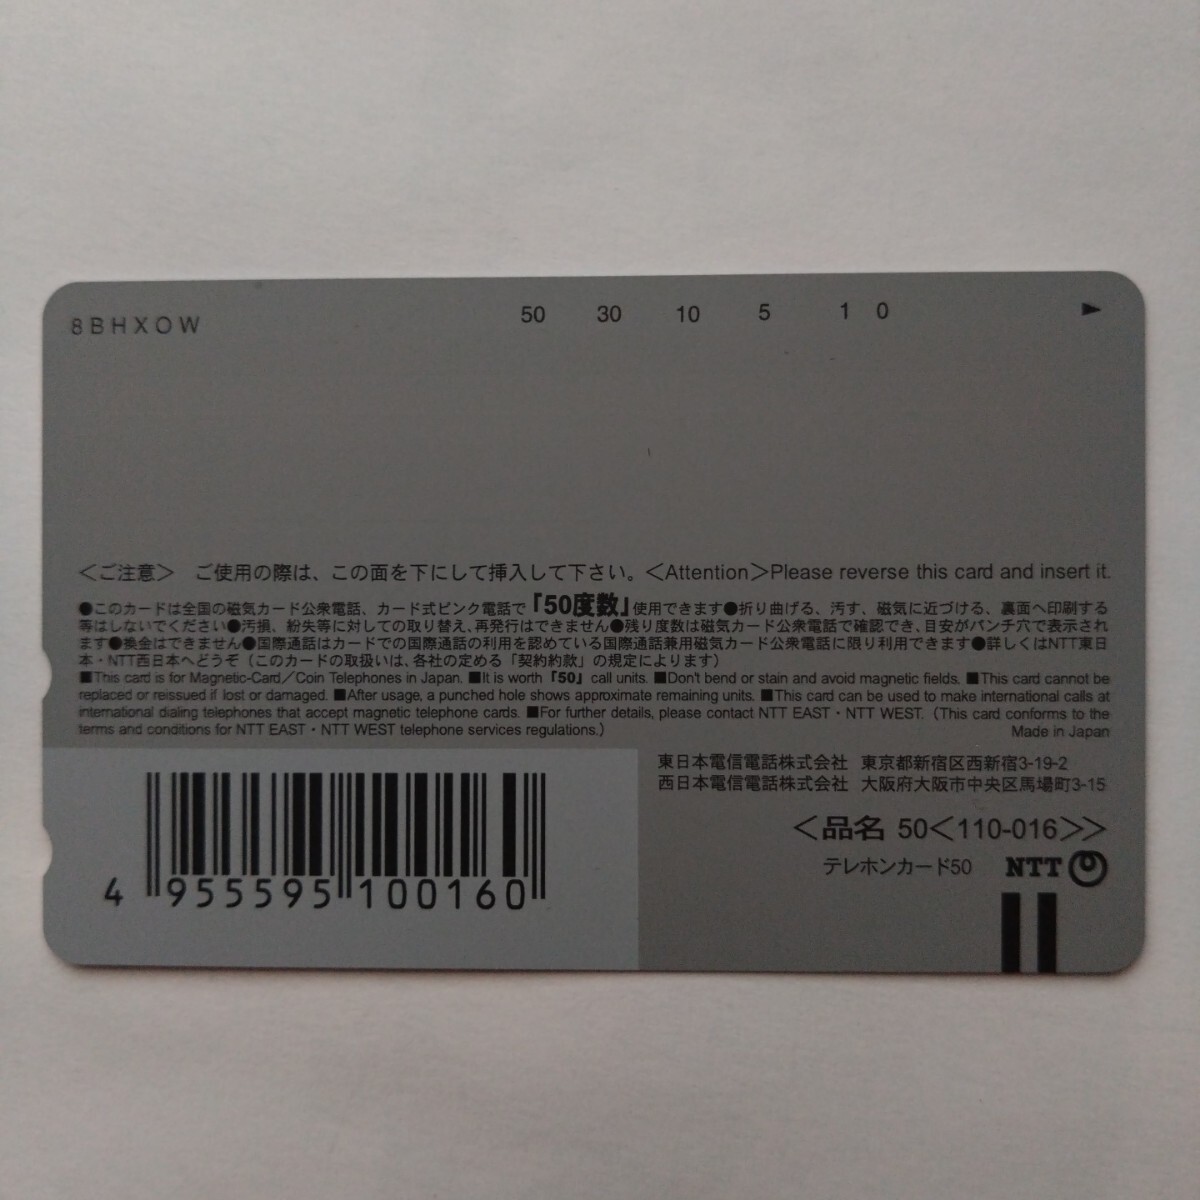 8BHXOW 50 30 10 5 1 0 ►
＜ご注意＞ ご使用の際は、この面を下にして挿入して下さい。＜Attention＞Please reverse this card and insert it.
●このカードは全国の磁気カード公衆電話、カード式ピンク電話で「50度数」使用できます●折り曲げる、汚す、磁気に近づける、裏面へ印刷する
等はしないでください●汚損、紛失等に対しての取り替え、再発行はできません●残り度数は磁気カード公衆電話で確認でき、目安がパンチ穴で表示され
ます●換金はできません●国際通話はカードでの国際通話の利用を認めている国際通話兼用磁気カード公衆電話に限り利用できます●詳しくはNTT東日
本・NTT西日本へどうぞ（このカードの取扱いは、各社の定める「契約約款」の規定によります）
■This card is for Magnetic-Card／Coin Telephones in Japan. ■It is worth「50」call units. ■Don't bend or stain and avoid magnetic fields. ■This card cannot be
replaced or reissued if lost or damaged. ■After usage, a punched hole shows approximate remaining units. ■This card can be used to make international calls at
international dialing telephones that accept magnetic telephone cards. ■For further details, please contact NTT EAST・NTT WEST.（This card conforms to the
terms and conditions for NTT EAST・NTT WEST telephone services regulations.） Made in Japan
東日本電信電話株式会社 東京都新宿区西新宿3-19-2
西日本電信電話株式会社 大阪府大阪市中央区馬場町3-15
＜品名 50＜110-016＞＞
テレホンカード50 NTT
4 955595 100160